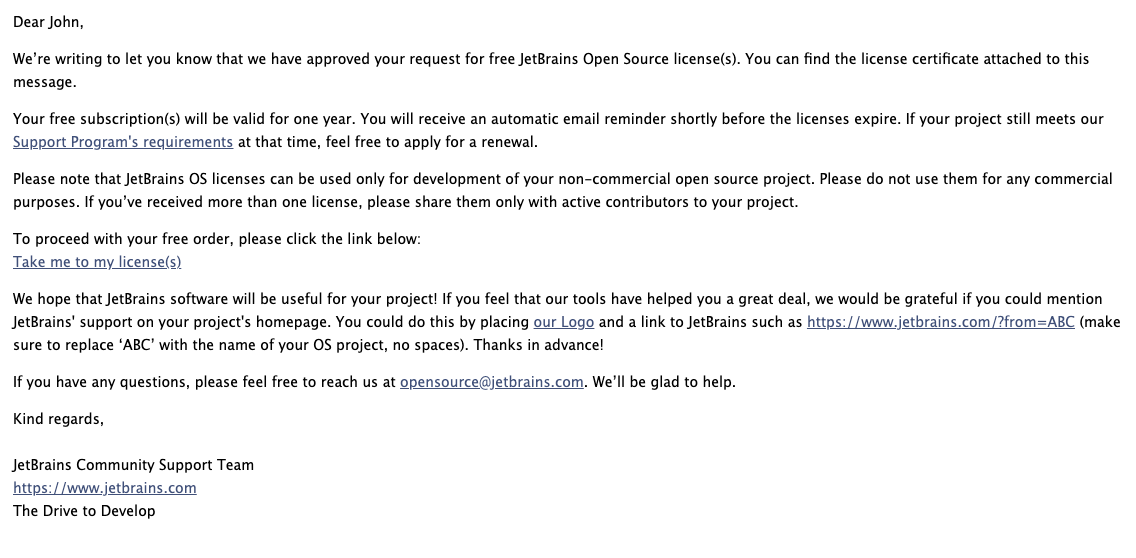 Dear John,
We're writing to let you know that we have approved your request for free JetBrains Open Source license(s). You can find the license certificate attached to this
message.
Your free subscription(s) will be valid for one year. You will receive an automatic email reminder shortly before the licenses expire. If your project still meets our
Support Program's requirements at that time, feel free to apply for a renewal.
Please note that JetBrains OS licenses can be used only for development of your non-commercial open source project. Please do not use them for any commercial
purposes. If you've received more than one license, please share them only with active contributors to your project.
To proceed with your free order, please click the link below:
Take me to my license(s)
We hope that JetBrains software will be useful for your project! If you feel that our tools have helped you a great deal, we would be grateful if you could mention
JetBrains' support on your project's homepage. You could do this by placing our Logo and a link to JetBrains such as https://www.jetbrains.com/?from=ABC (make
sure to replace ‘ABC’ with the name of your OS project, no spaces). Thanks in advance!
If you have any questions, please feel free to reach us at opensource@jetbrains.com. We'll be glad to help.
Kind regards,
JetBrains Community Support Team
https://www.jetbrains.com
The Drive to Develop